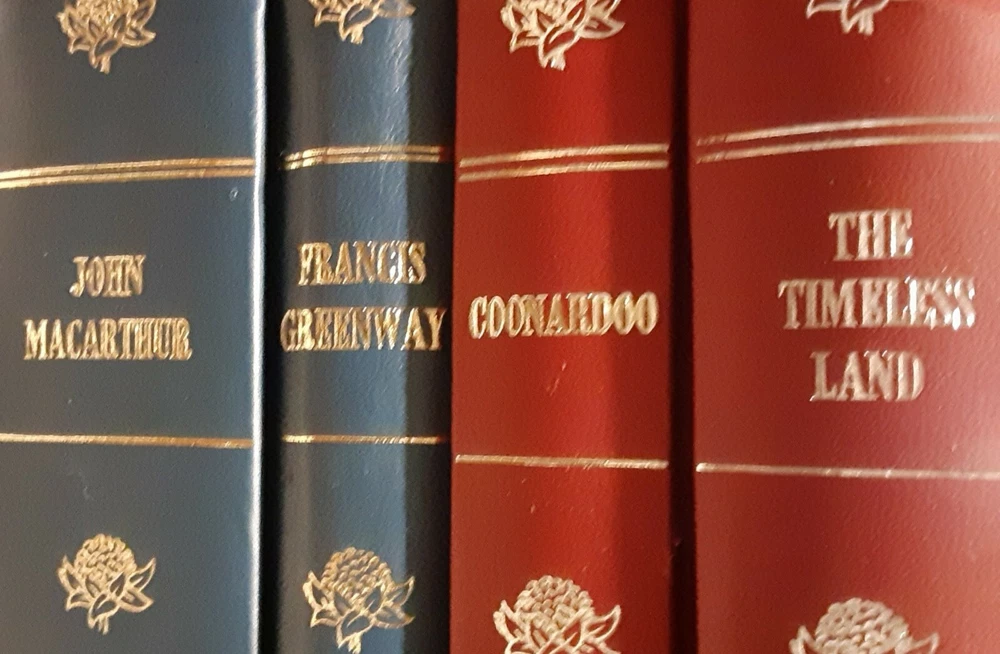 JOHN
MACARTHUR
FRANCIS
GREENWAY
COONARDOO
THE
TIMELESS
LAND